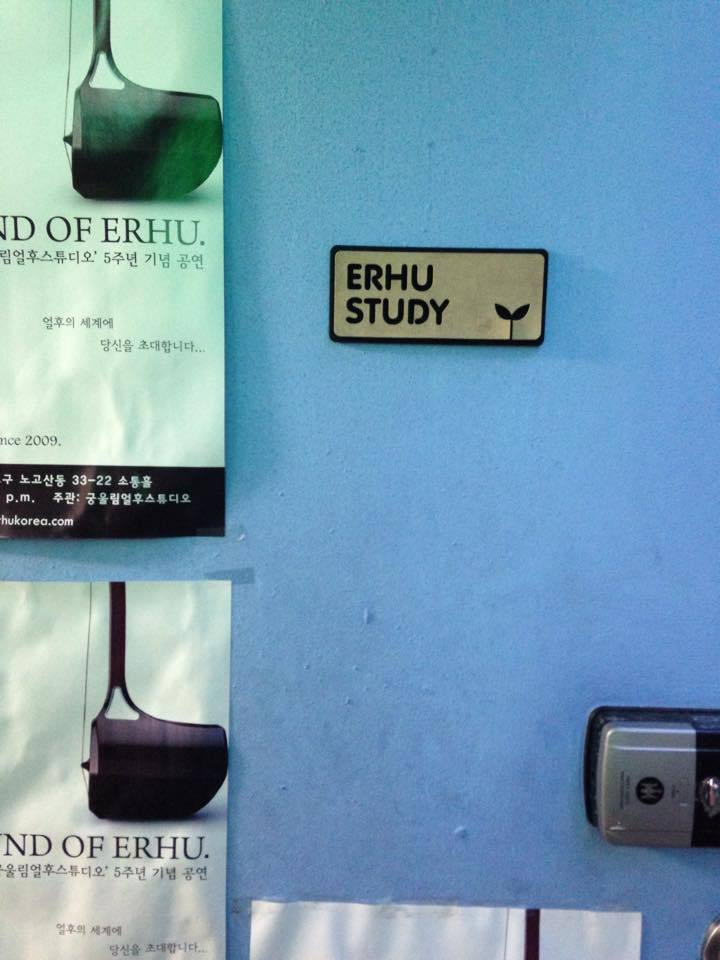 ND OF ERHU.
림얼후스튜디오' 5주년 기념 공연
얼후의 세계에
당신을 초대합니다...
nce 2009.
구 노고산동 33-22 소통홀
p.m. 주관: 궁울림얼후스튜디오
hukorea.com
ERHU
STUDY
ND OF ERHU.
울림얼후스튜디오' 5주년 기념 공연
얼후의 세계에
당신을 초대합니다...